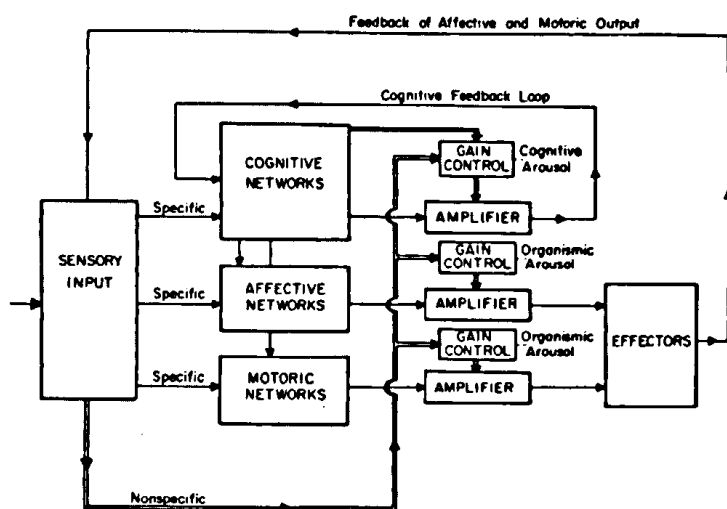 Feedback of Affective and Motoric Output
Cognitive Feedback Loop
COGNITIVE
NETWORKS
GAIN
CONTROL
Cognitive
Arousal
Specific
AMPLIFIER
SENSORY
INPUT
GAIN
CONTROL
Organismic
Arousal
Specific
AFFECTIVE
NETWORKS
AMPLIFIER
EFFECTORS
GAIN
CONTROL
Organismic
Arousal
Specific
MOTORIC
NETWORKS
AMPLIFIER
Nonspecific